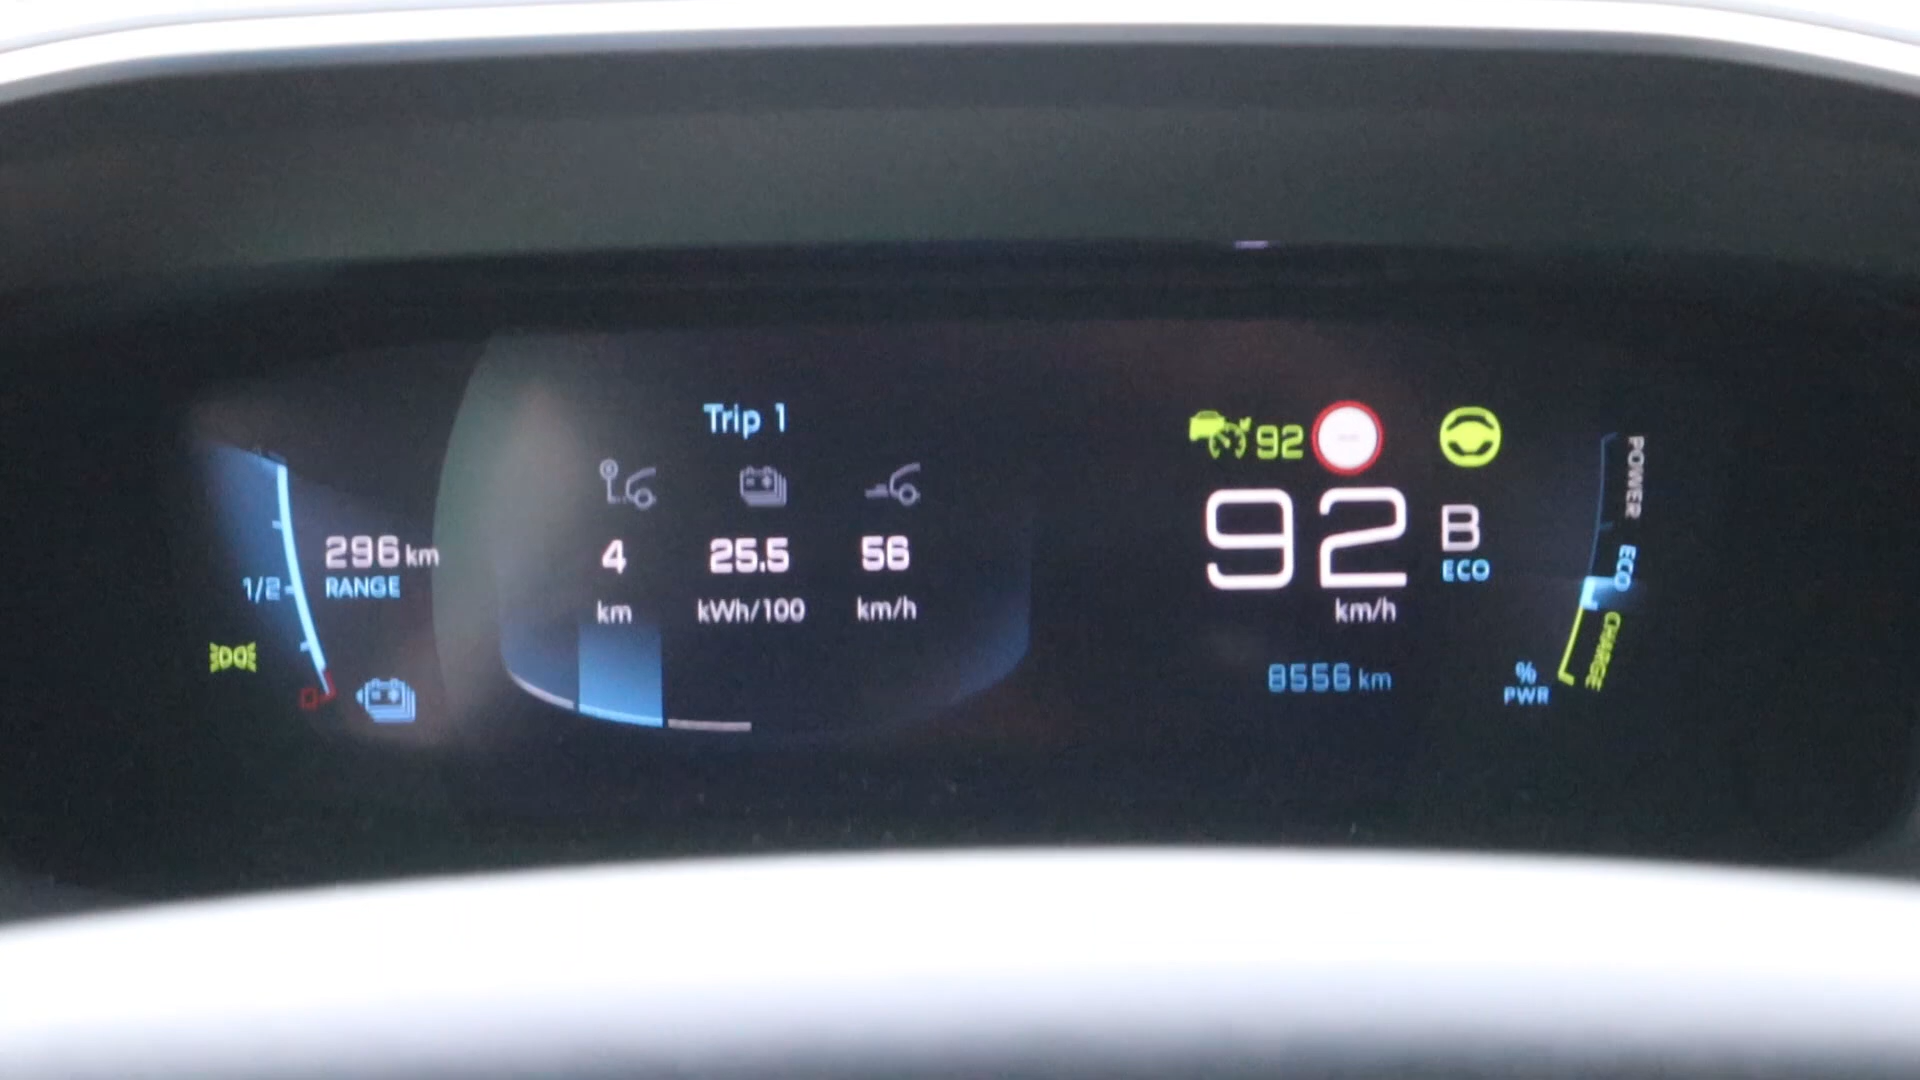 Trip 1
296 km
RANGE
1/2
0
4
km
25.5
kWh/100
56
km/h
92
92
km/h
B
ECO
8556 km
POWER
ECO
CHARGE
%
PWR